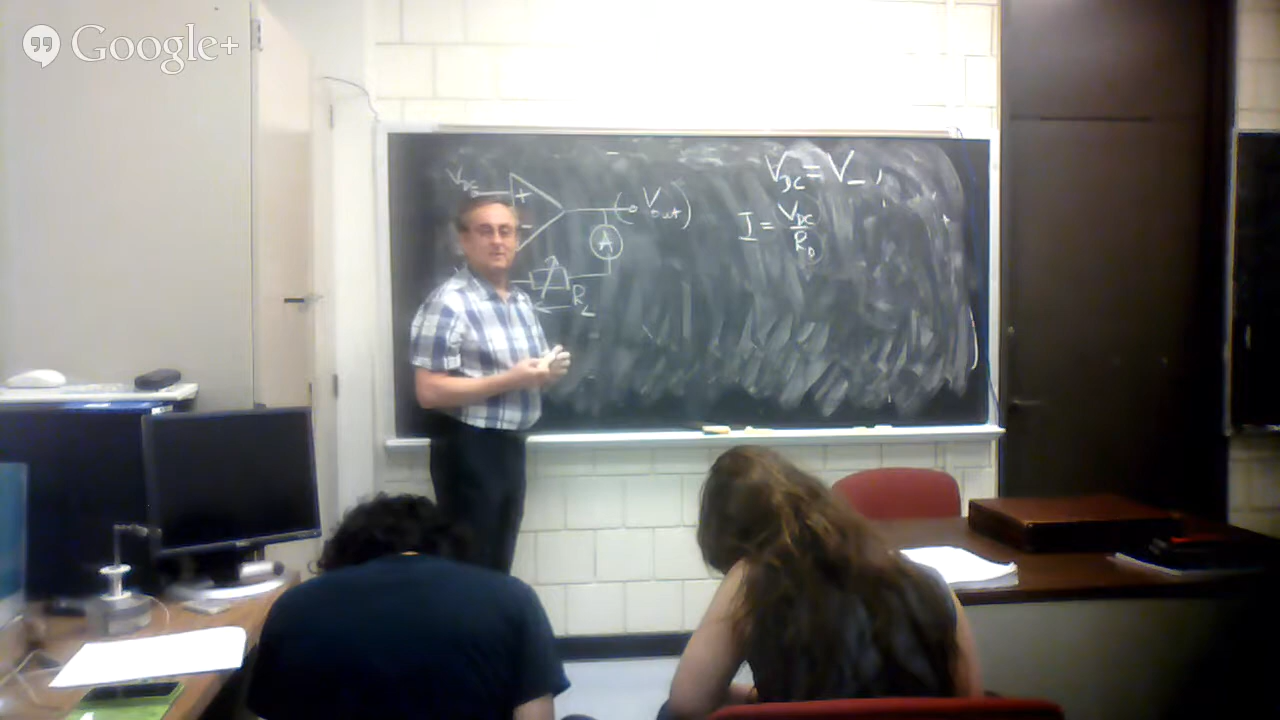 Google+
V_DC
+
(o V_out)
−
A
R_L
V_DC = V_−,
I = V_DC / R_0